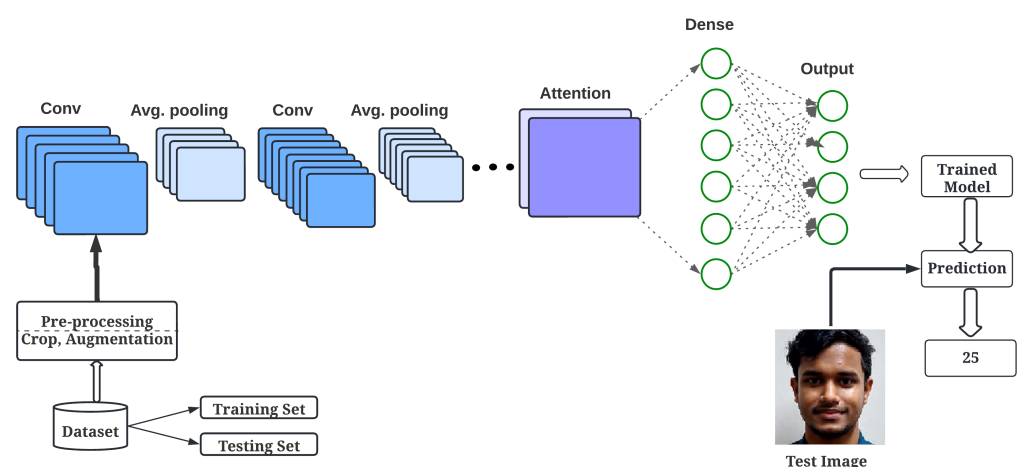 Dense
Output
Attention
Conv
Avg. pooling
Conv
Avg. pooling
Trained
Model
Prediction
25
Pre-processing
Crop, Augmentation
Dataset
Training Set
Testing Set
Test Image